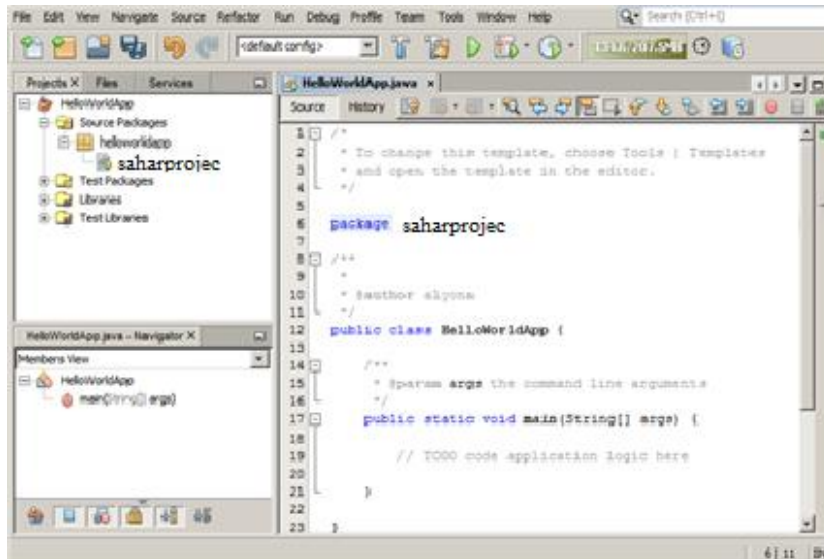 File Edit View Navigate Source Refactor Run Debug Profile Team Tools Window Help
Search (Ctrl+I)
<default config>
Projects X Files Services
HelloWorldApp
Source Packages
helloworldapp
saharprojec
Test Packages
Libraries
Test Libraries
HelloWorldApp.java - Navigator X
Members View
HelloWorldApp
main(String[] args)
HelloWorldApp.java x
Source History
1 /*
2 * To change this template, choose Tools | Templates
3 * and open the template in the editor.
4 */
5
6 package saharprojec
7
8 /**
9 *
10 * @author
11 */
12 public class HelloWorldApp {
13
14 /**
15 * @param args the command line arguments
16 */
17 public static void main(String[] args) {
18
19 // TODO code application logic here
20
21 }
22
23 }
6 | 11